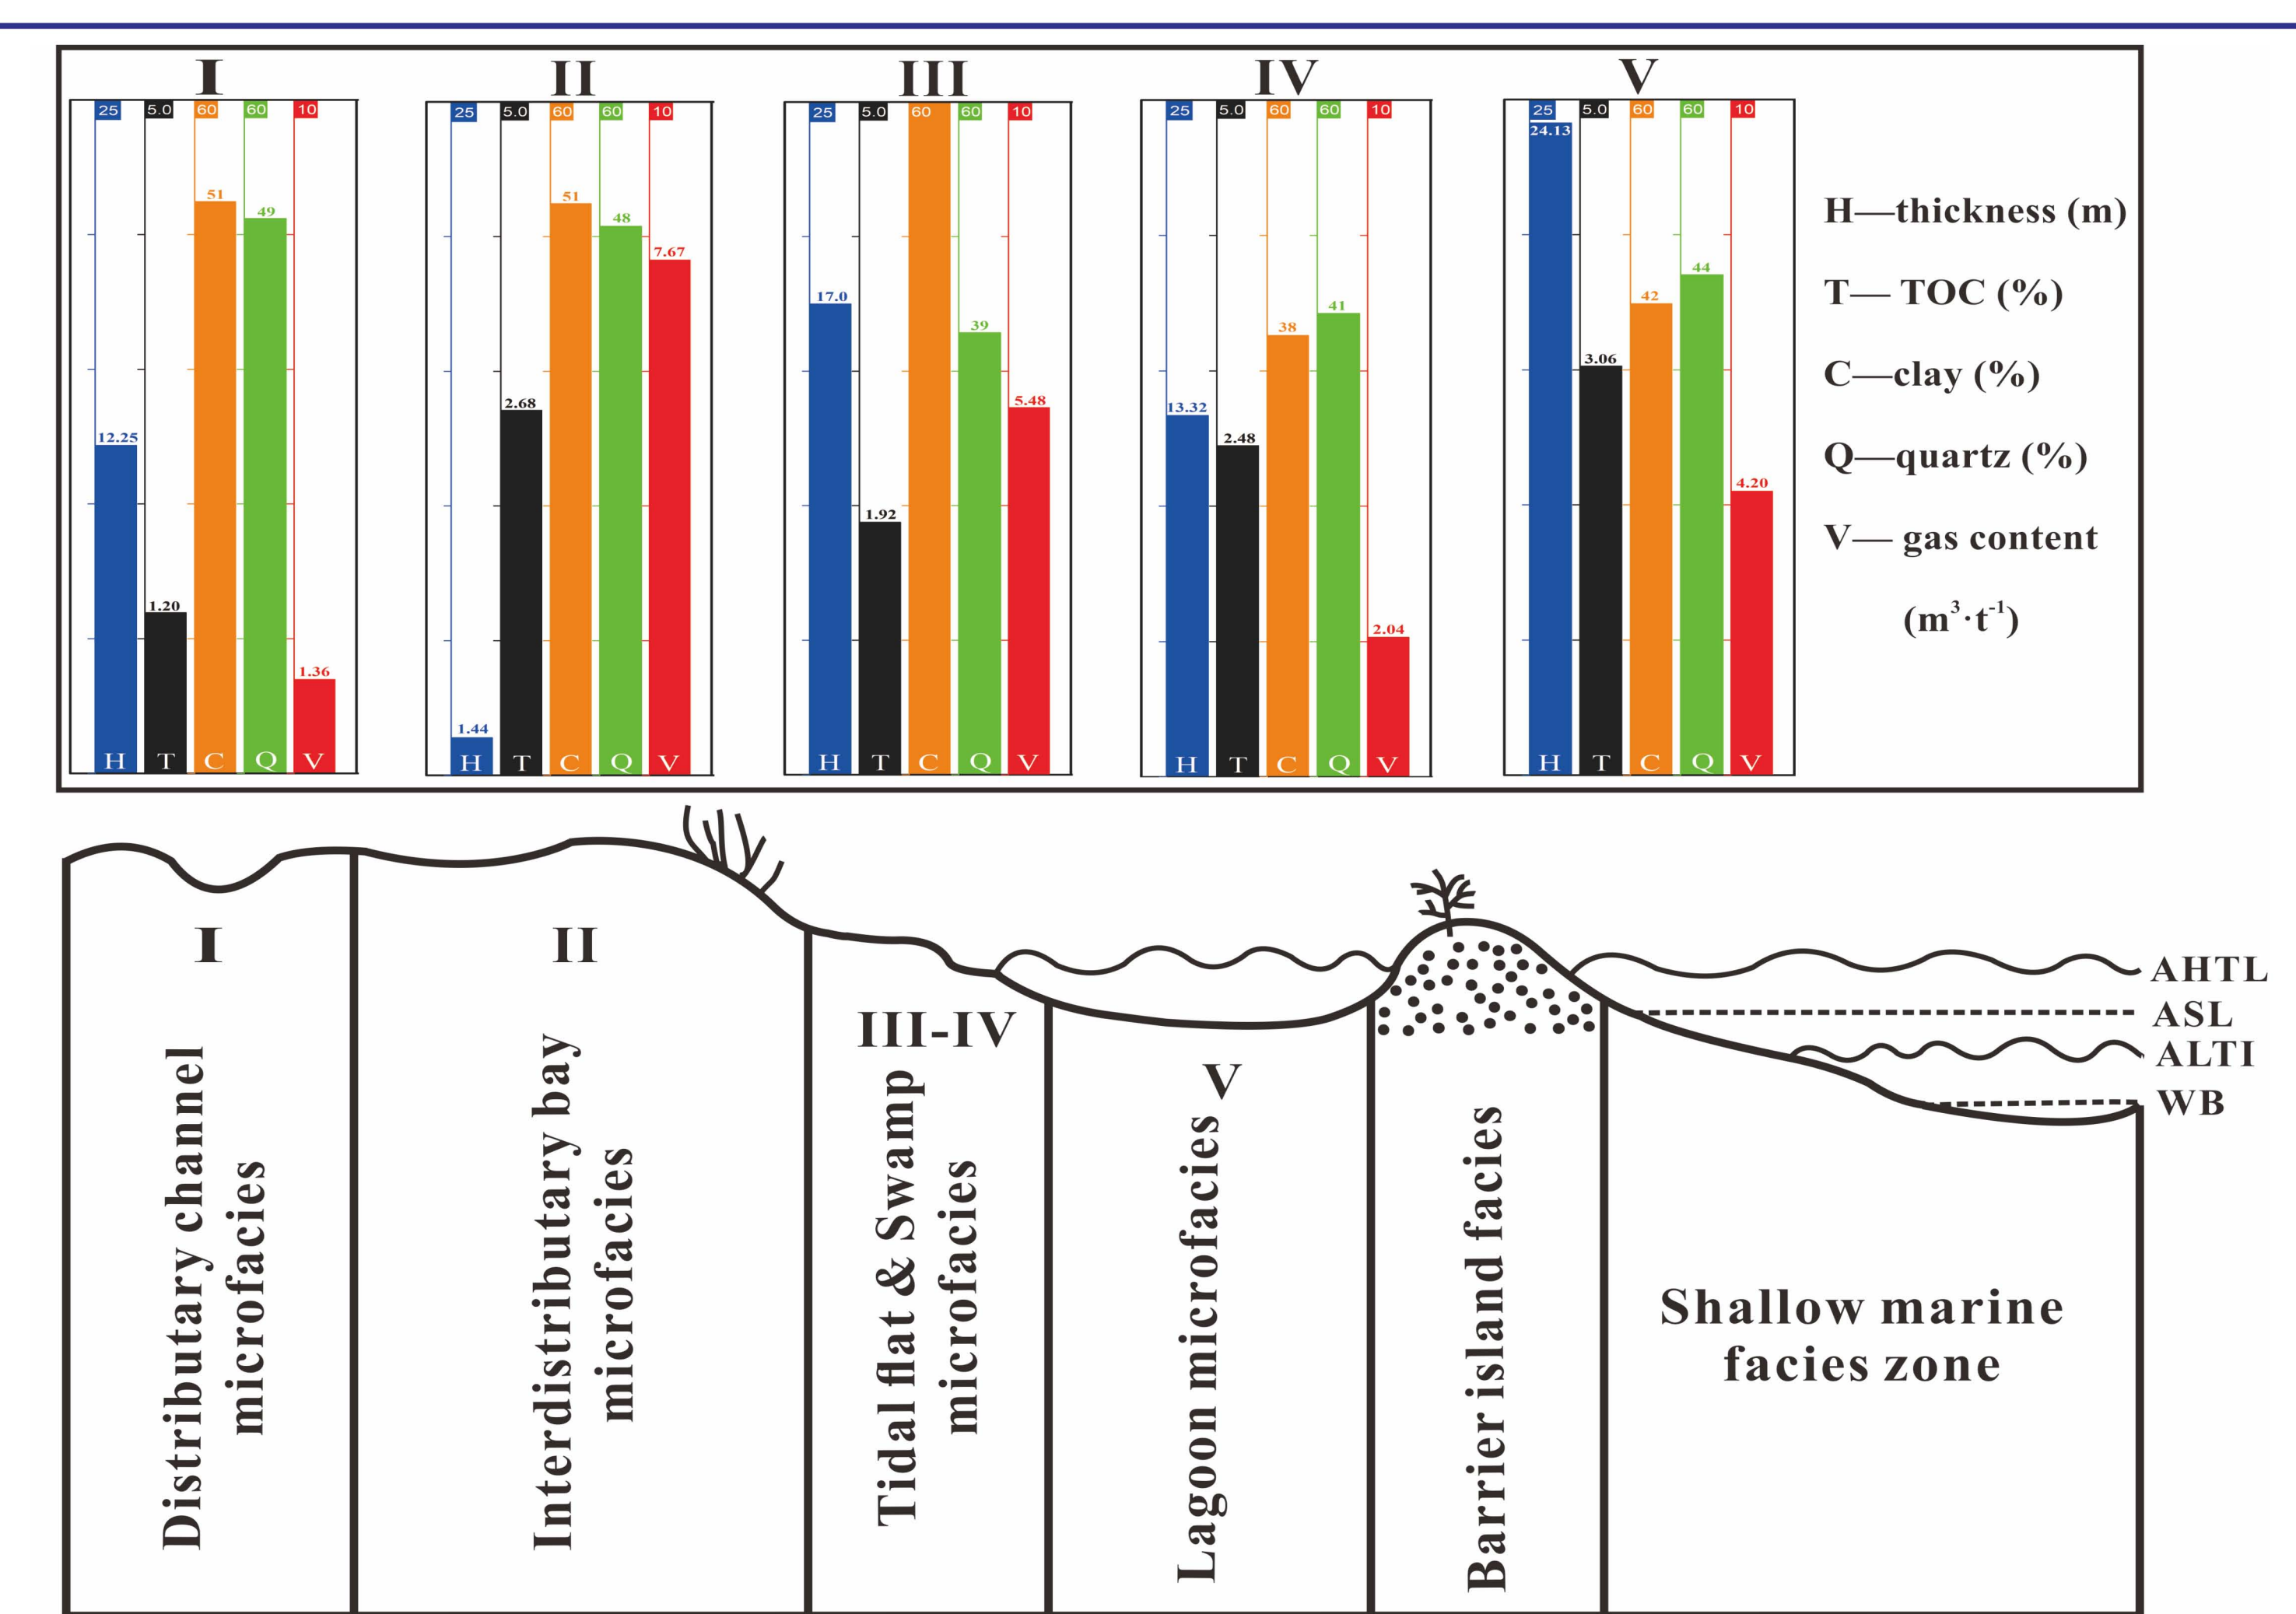 I II III IV V
25 5.0 60 60 10
25 5.0 60 60 10
25 5.0 60 60 10
25 5.0 60 60 10
25 5.0 60 60 10
12.25 1.20 51 49 1.36
1.44 2.68 51 48 7.67
17.0 1.92 39 5.48
13.32 2.48 38 41 2.04
24.13 3.06 42 44 4.20
H T C Q V
H T C Q V
H T C Q V
H T C Q V
H T C Q V
H—thickness (m)
T— TOC (%)
C—clay (%)
Q—quartz (%)
V— gas content
(m³·t⁻¹)
I
Distributary channel
microfacies
II
Interdistributary bay
microfacies
III-IV
Tidal flat & Swamp
microfacies
V
Lagoon microfacies
Barrier island facies
Shallow marine
facies zone
AHTL
ASL
ALTI
WB